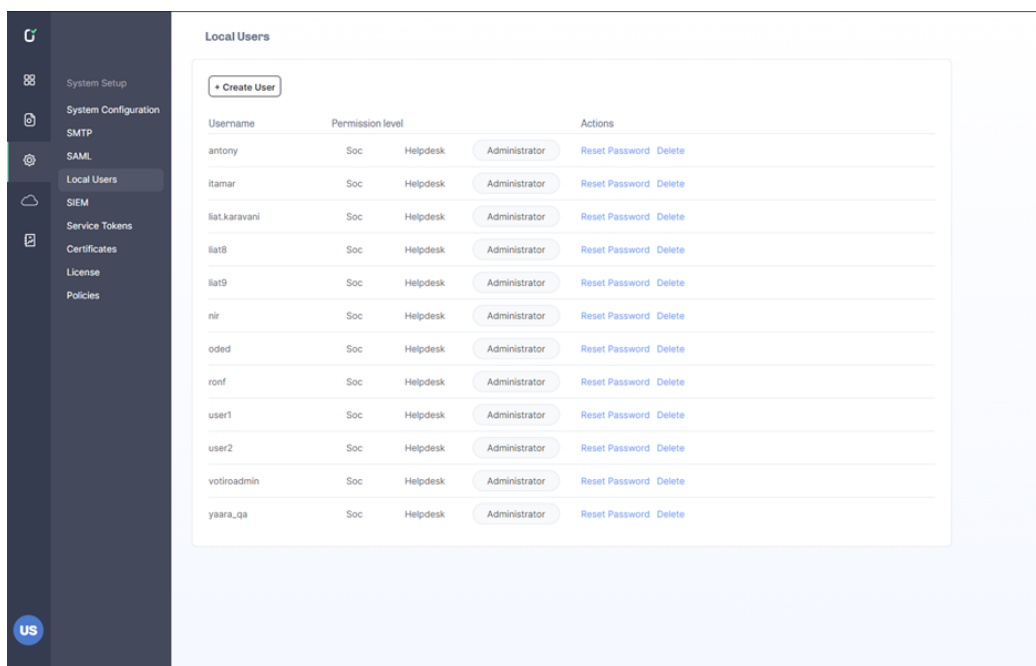 Local Users
System Setup
System Configuration
SMTP
SAML
Local Users
SIEM
Service Tokens
Certificates
License
Policies
US
+ Create User
Username Permission level Actions
antony Soc Helpdesk Administrator Reset Password Delete
itamar Soc Helpdesk Administrator Reset Password Delete
liat.karavani Soc Helpdesk Administrator Reset Password Delete
liat8 Soc Helpdesk Administrator Reset Password Delete
liat9 Soc Helpdesk Administrator Reset Password Delete
nir Soc Helpdesk Administrator Reset Password Delete
oded Soc Helpdesk Administrator Reset Password Delete
ronf Soc Helpdesk Administrator Reset Password Delete
user1 Soc Helpdesk Administrator Reset Password Delete
user2 Soc Helpdesk Administrator Reset Password Delete
votiroadmin Soc Helpdesk Administrator Reset Password Delete
yaara_qa Soc Helpdesk Administrator Reset Password Delete